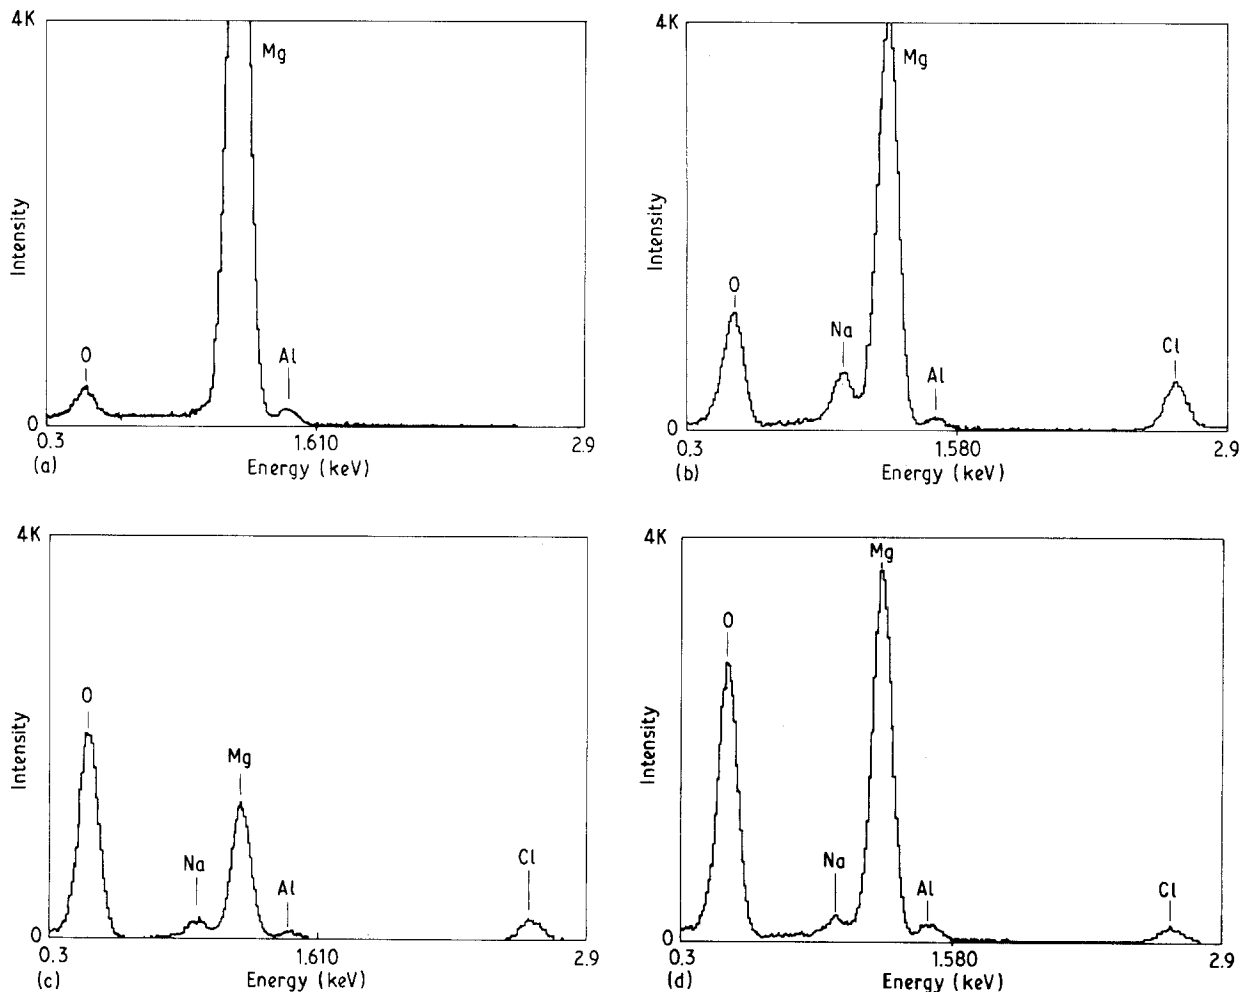 4K
Mg
O
Al
Intensity
0
0.3
1.610
2.9
(a)
Energy (keV)
4K
Mg
O
Na
Al
Cl
Intensity
0
0.3
1.580
2.9
(b)
Energy (keV)
4K
O
Mg
Na
Al
Cl
Intensity
0
0.3
1.610
2.9
(c)
Energy (keV)
4K
Mg
O
Na
Al
Cl
Intensity
0
0.3
1.580
2.9
(d)
Energy (keV)